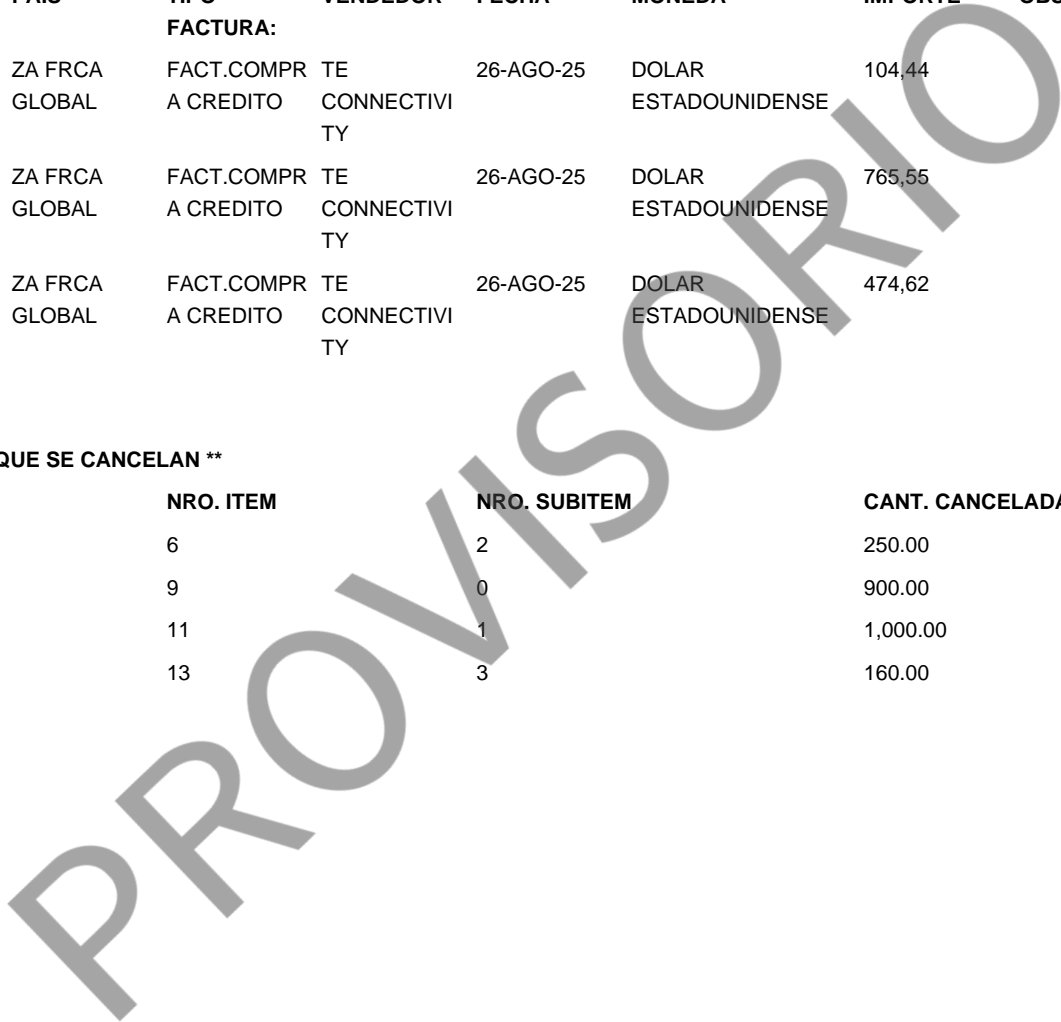 FACTURA:
ZA FRCA FACT.COMPR TE 26-AGO-25 DOLAR 104,44
GLOBAL A CREDITO CONNECTIVI ESTADOUNIDENSE
TY
ZA FRCA FACT.COMPR TE 26-AGO-25 DOLAR 765,55
GLOBAL A CREDITO CONNECTIVI ESTADOUNIDENSE
TY
ZA FRCA FACT.COMPR TE 26-AGO-25 DOLAR 474,62
GLOBAL A CREDITO CONNECTIVI ESTADOUNIDENSE
TY
QUE SE CANCELAN **
NRO. ITEM NRO. SUBITEM CANT. CANCELADA
6 2 250.00
9 0 900.00
11 1 1,000.00
13 3 160.00
PROVISORIO